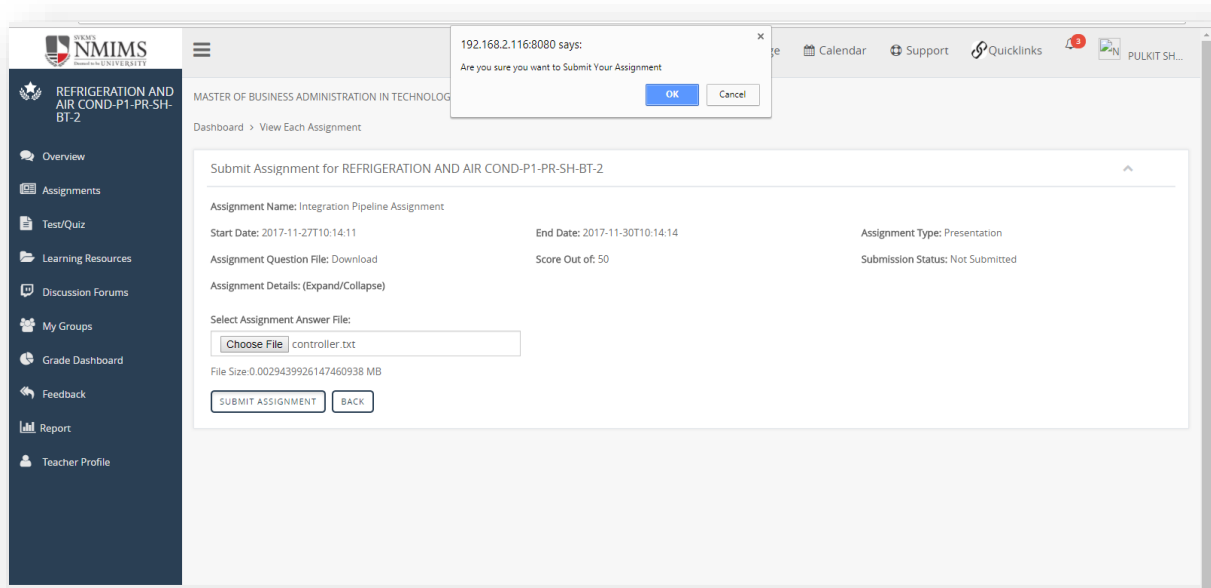 SVKM'S
NMIMS
Deemed to be UNIVERSITY
192.168.2.116:8080 says:
Are you sure you want to Submit Your Assignment
OK
Cancel
Calendar
Support
Quicklinks
3
N
PULKIT SH...
REFRIGERATION AND
AIR COND-P1-PR-SH-
BT-2
MASTER OF BUSINESS ADMINISTRATION IN TECHNOLOG
Dashboard > View Each Assignment
Overview
Assignments
Test/Quiz
Learning Resources
Discussion Forums
My Groups
Grade Dashboard
Feedback
Report
Teacher Profile
Submit Assignment for REFRIGERATION AND AIR COND-P1-PR-SH-BT-2
Assignment Name: Integration Pipeline Assignment
Start Date: 2017-11-27T10:14:11 End Date: 2017-11-30T10:14:14 Assignment Type: Presentation
Assignment Question File: Download Score Out of: 50 Submission Status: Not Submitted
Assignment Details: (Expand/Collapse)
Select Assignment Answer File:
Choose File controller.txt
File Size:0.0029439926147460938 MB
SUBMIT ASSIGNMENT BACK